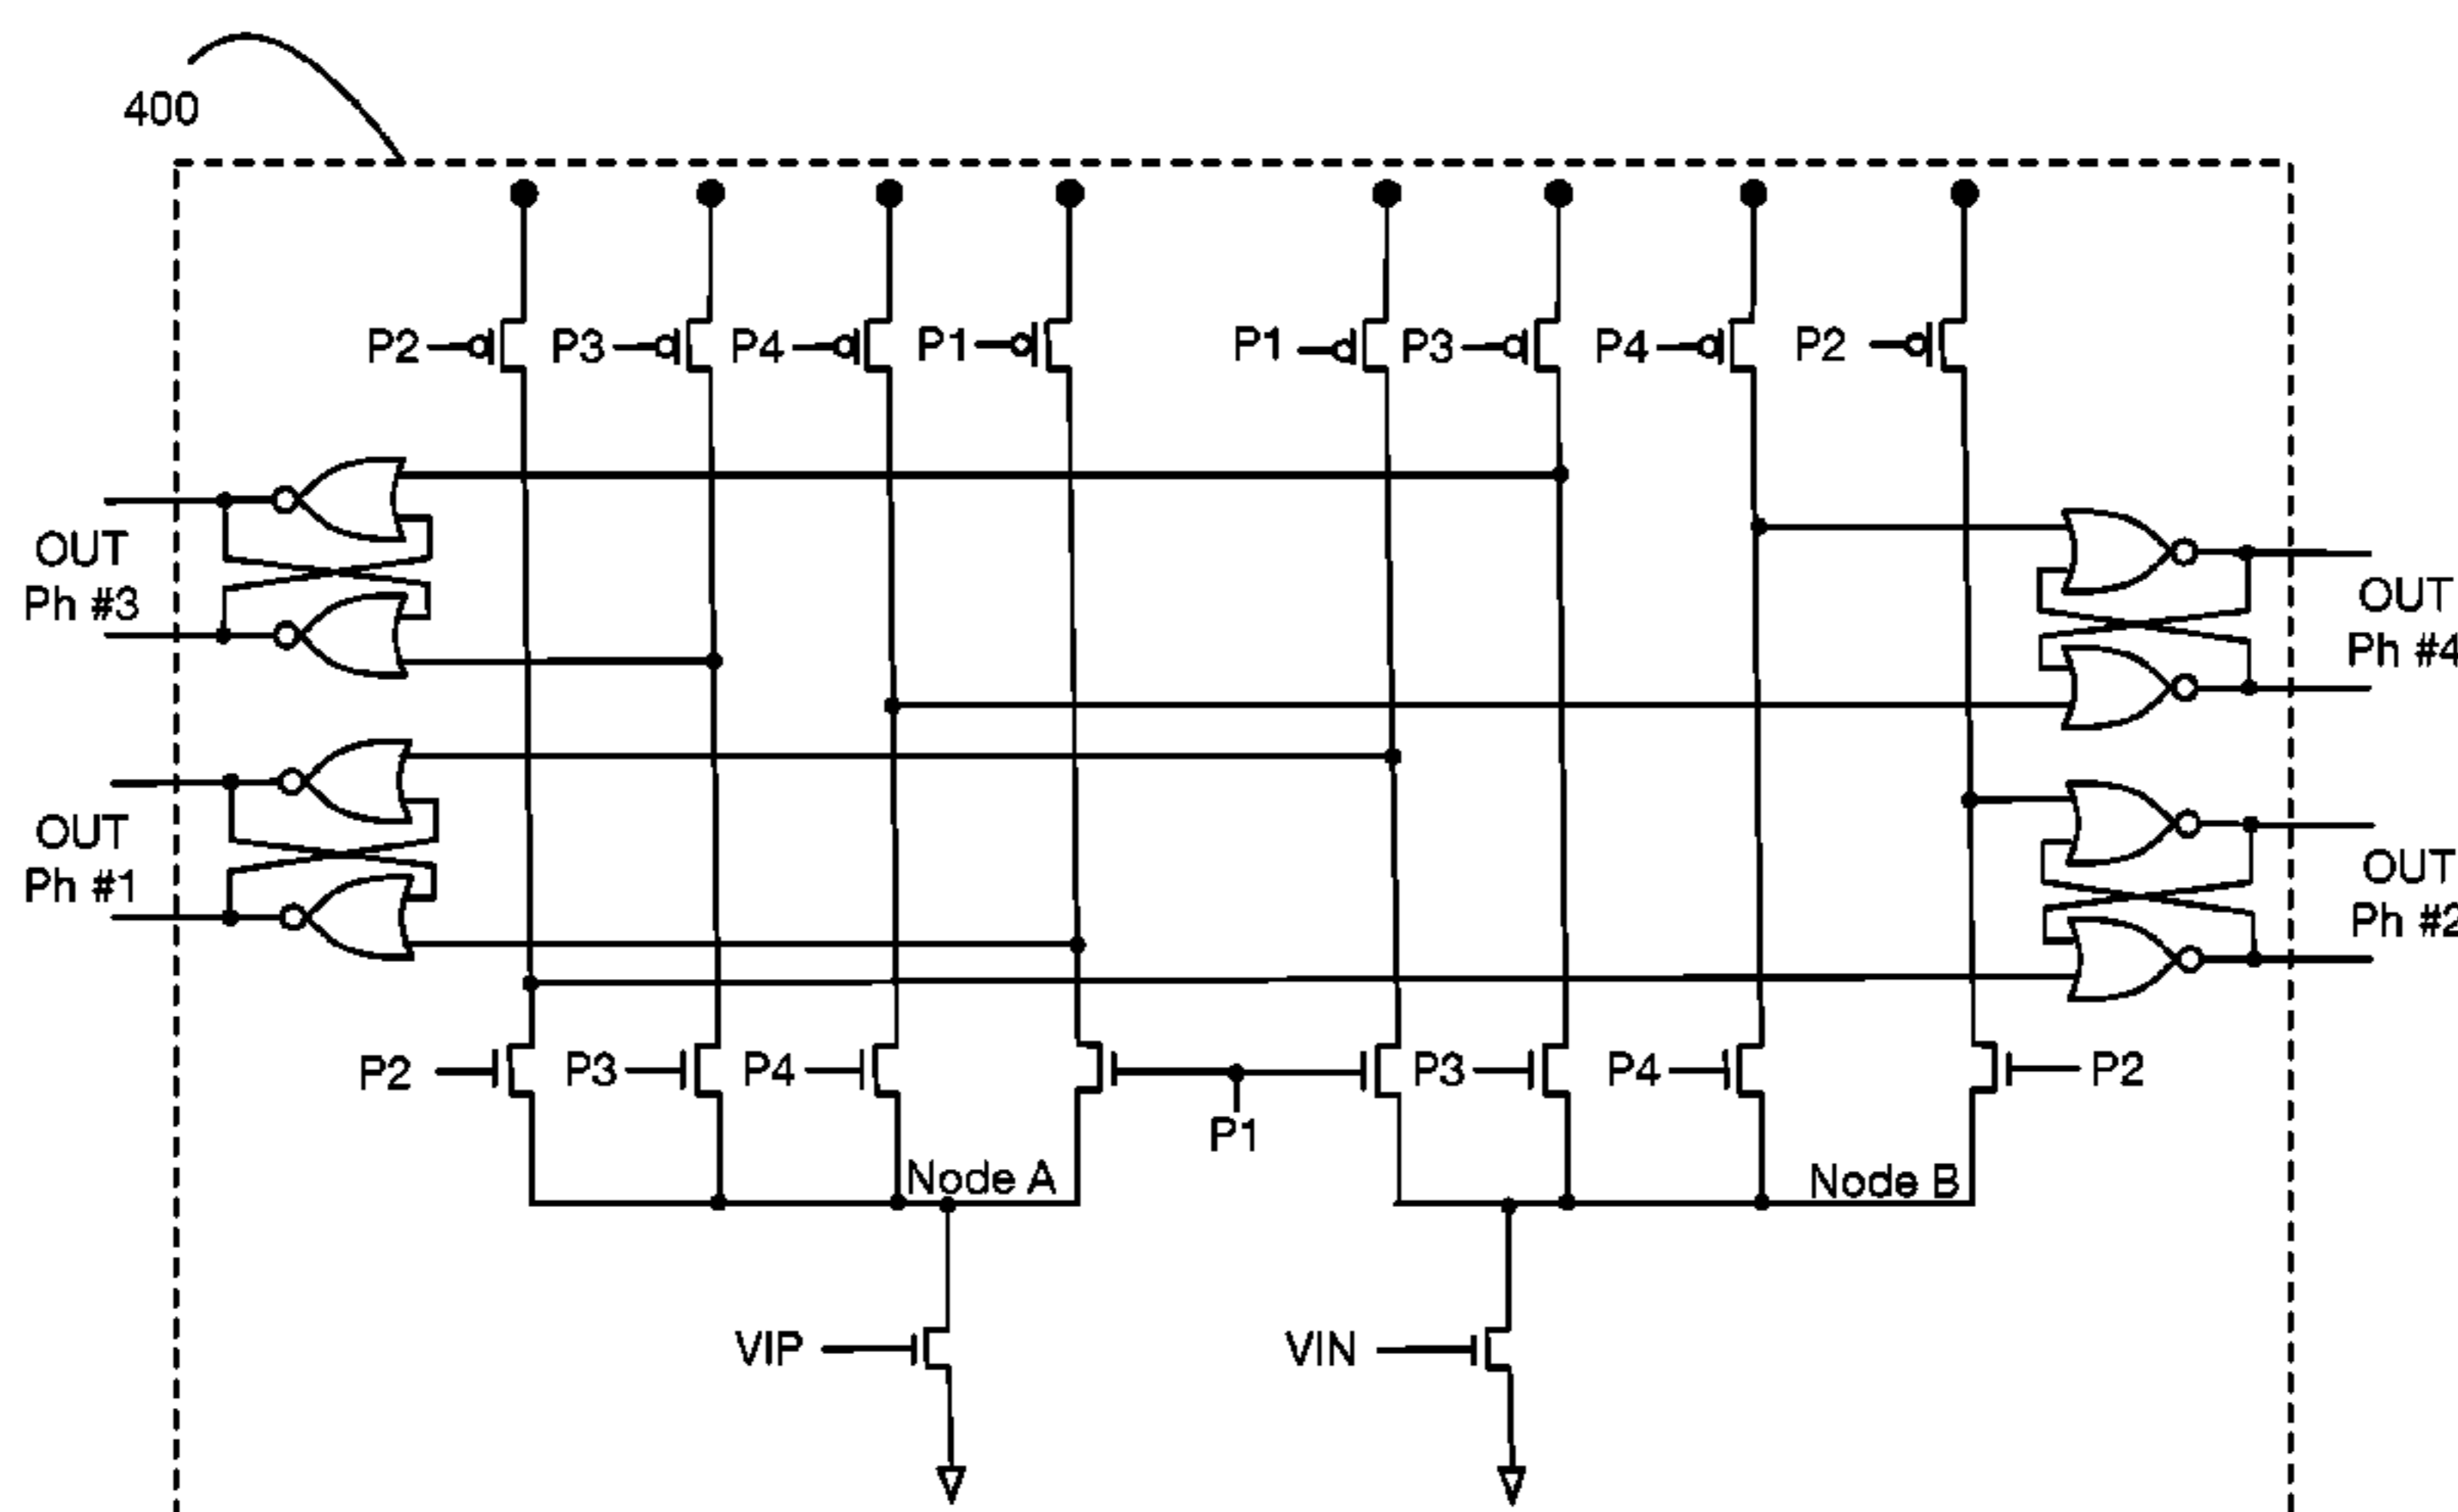 400
P2 P3 P4 P1 P1 P3 P4 P2
OUT
Ph #3
OUT
Ph #4
OUT
Ph #1
OUT
Ph #2
P2 P3 P4 P3 P4 P2
P1
Node A Node B
VIP VIN